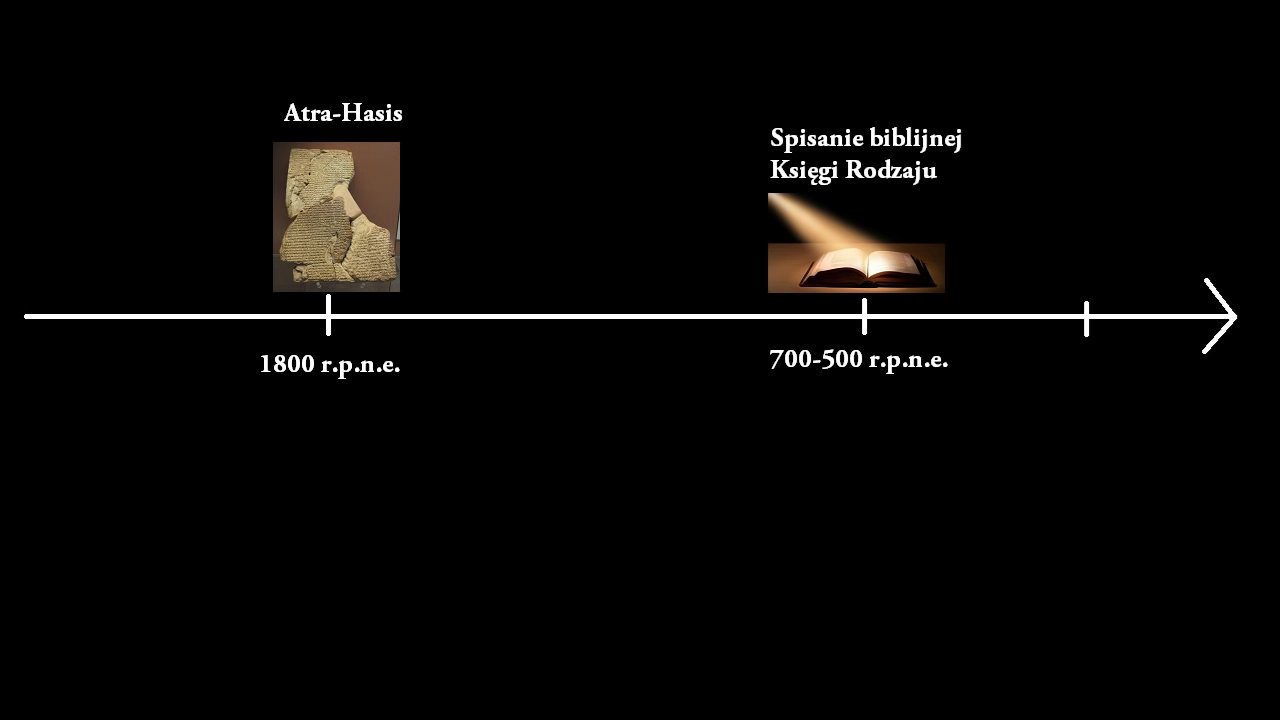 Atra-Hasis
Spisanie biblijnej
Księgi Rodzaju
1800 r.p.n.e.
700-500 r.p.n.e.